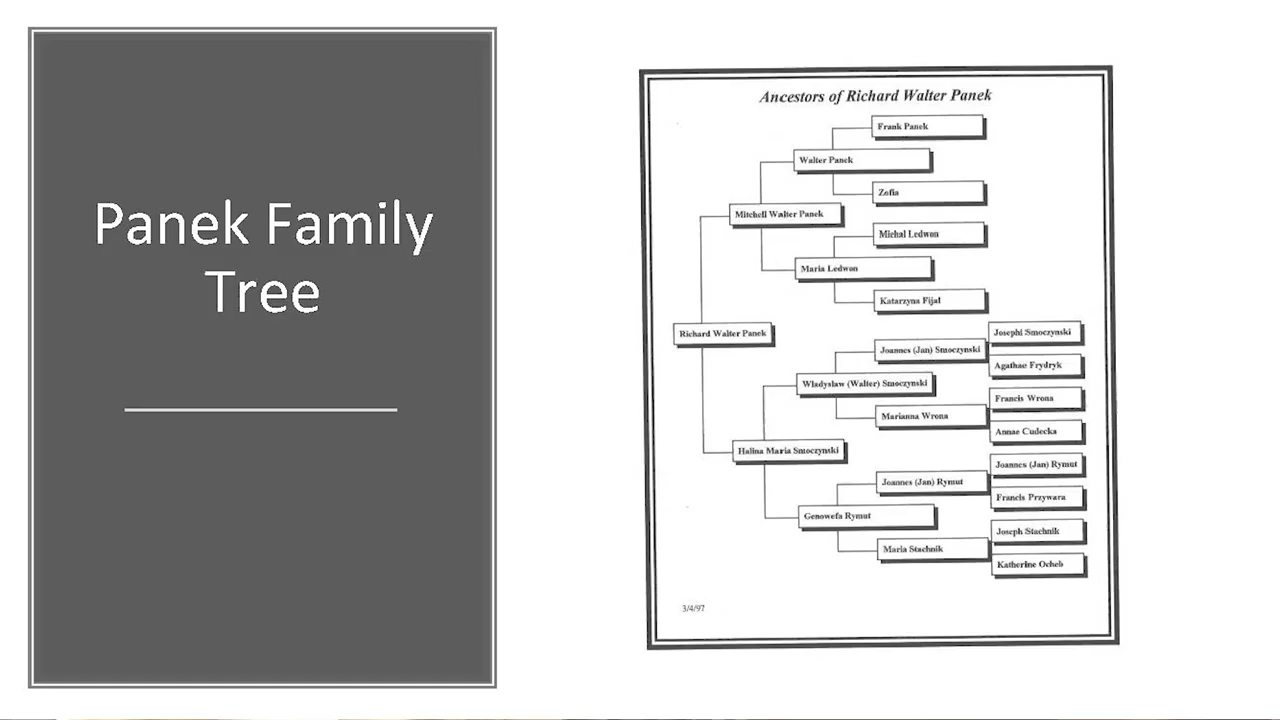 Panek Family
Tree
Ancestors of Richard Walter Panek
Frank Panek
Walter Panek
Zofia
Mitchell Walter Panek
Michal Ledwon
Maria Ledwon
Katarzyna Fijal
Richard Walter Panek
Josephi Smoczynski
Joannes (Jan) Smoczynski
Agathae Frydryk
Wladyslaw (Walter) Smoczynski
Francis Wrona
Marianna Wrona
Annae Cudecka
Halina Maria Smoczynski
Joannes (Jan) Rymut
Joannes (Jan) Rymut
Francis Przywara
Genowefa Rymut
Joseph Stachnik
Maria Stachnik
Katherine Ocheb
3/4/97